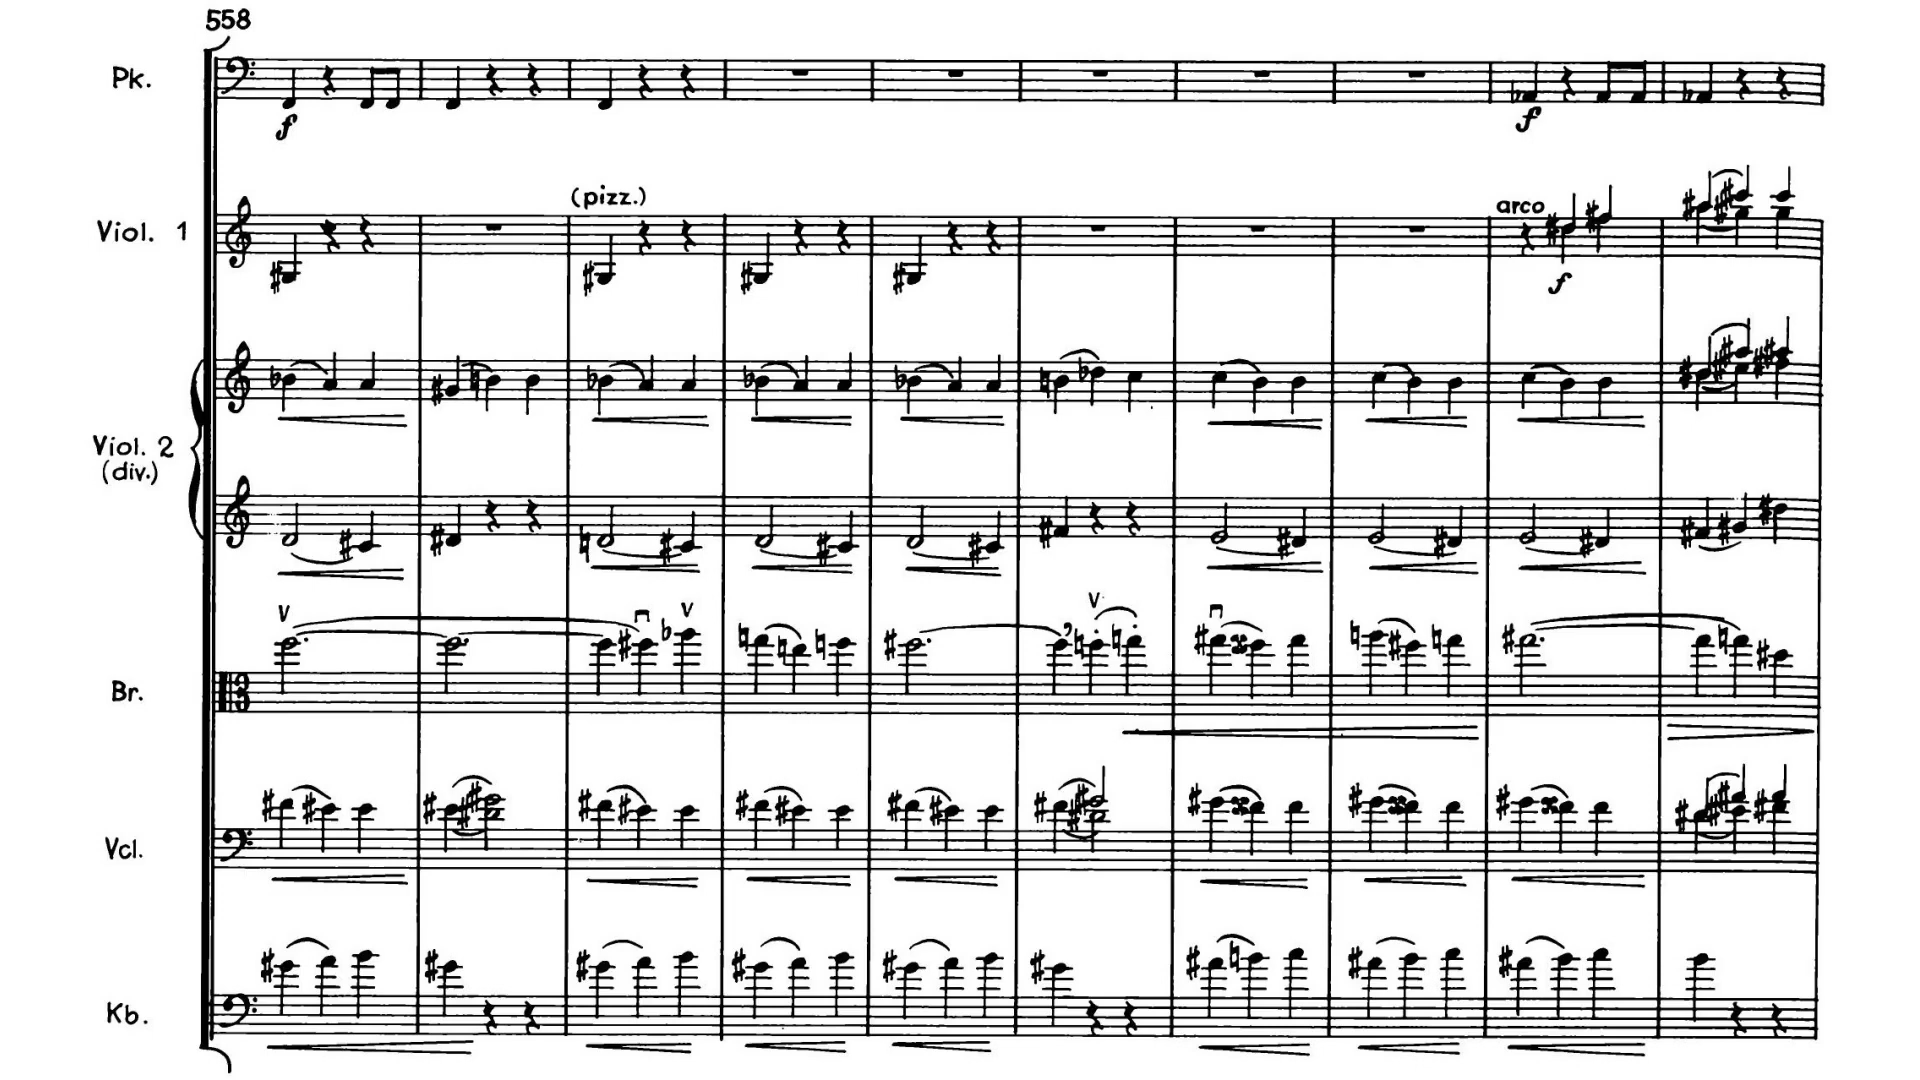 558
Pk.
f
f
(pizz.)
Viol. 1
arco
f
Viol. 2
(div.)
Br.
Vcl.
Kb.